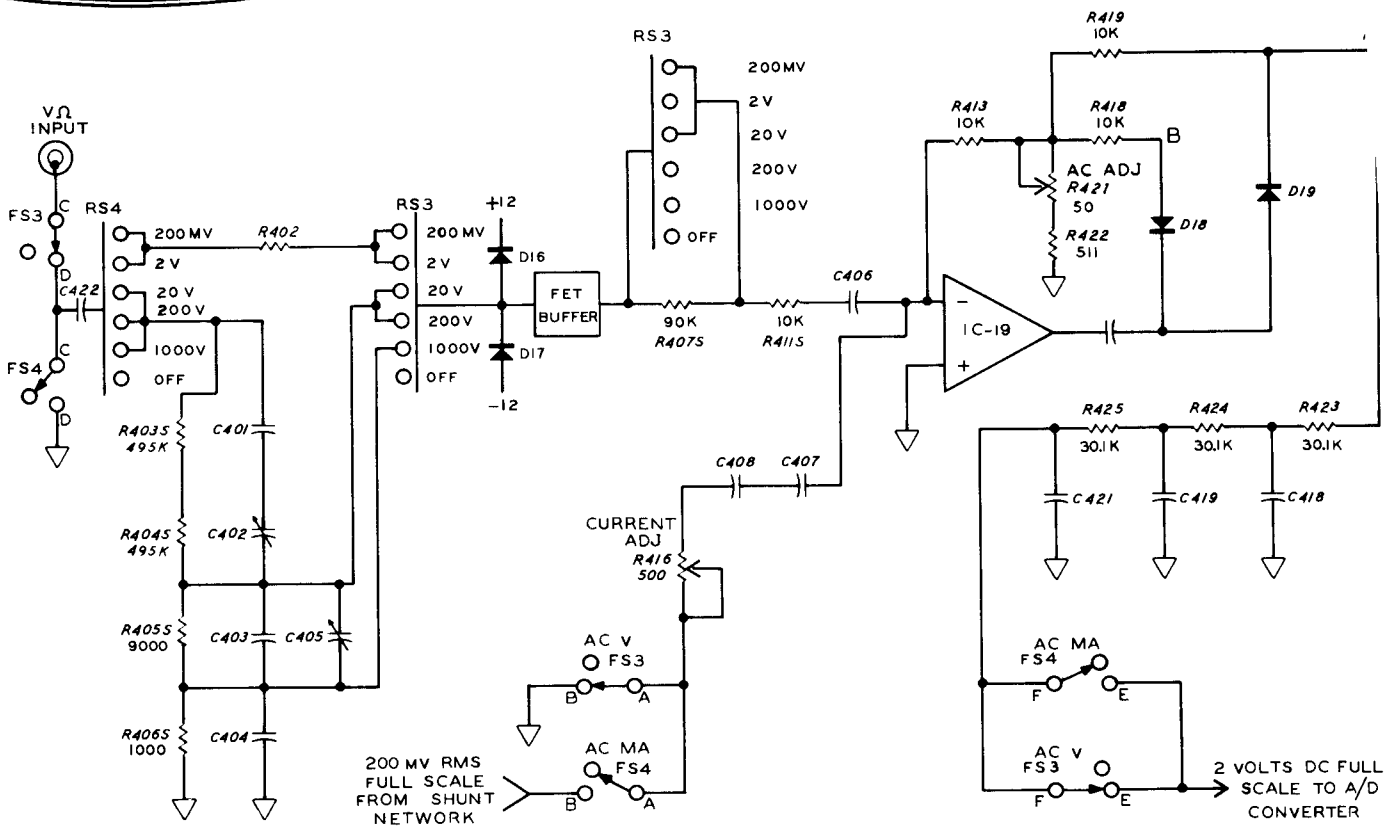 VΩ
INPUT
FS3
C
D
C422
FS4
C
D
RS4
200MV
2V
20V
200V
1000V
OFF
R402
R403S
495K
R404S
495K
R405S
9000
R406S
1000
C401
C402
C403
C405
C404
RS3
200MV
2V
20V
200V
1000V
OFF
+12
D16
D17
-12
FET
BUFFER
RS3
200MV
2V
20V
200V
1000V
OFF
90K
R407S
10K
R411S
C406
R419
10K
R413
10K
R418
10K
B
AC ADJ
R421
50
R422
511
D18
D19
-
+
IC-19
C408
C407
CURRENT
ADJ
R416
500
R425
30.1K
R424
30.1K
R423
30.1K
C421
C419
C418
AC V
FS3
B
A
AC MA
FS4
B
A
200 MV RMS
FULL SCALE
FROM SHUNT
NETWORK
AC MA
FS4
F
E
AC V
FS3
F
E
2 VOLTS DC FULL
SCALE TO A/D
CONVERTER